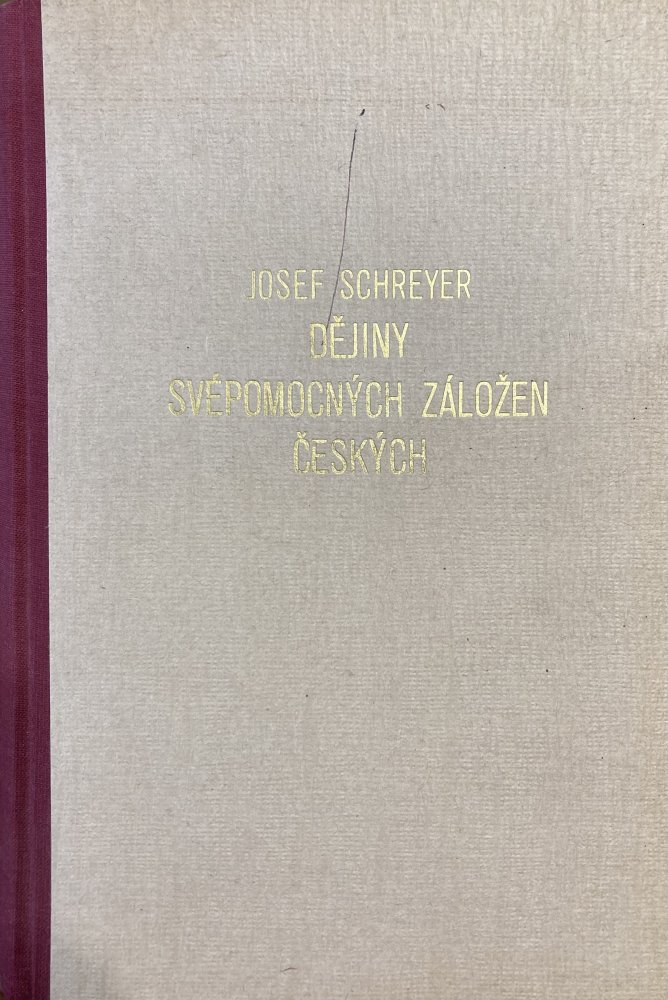 JOSEF SCHREYER
DĚJINY
SVÉPOMOCNÝCH ZÁLOŽEN
ČESKÝCH